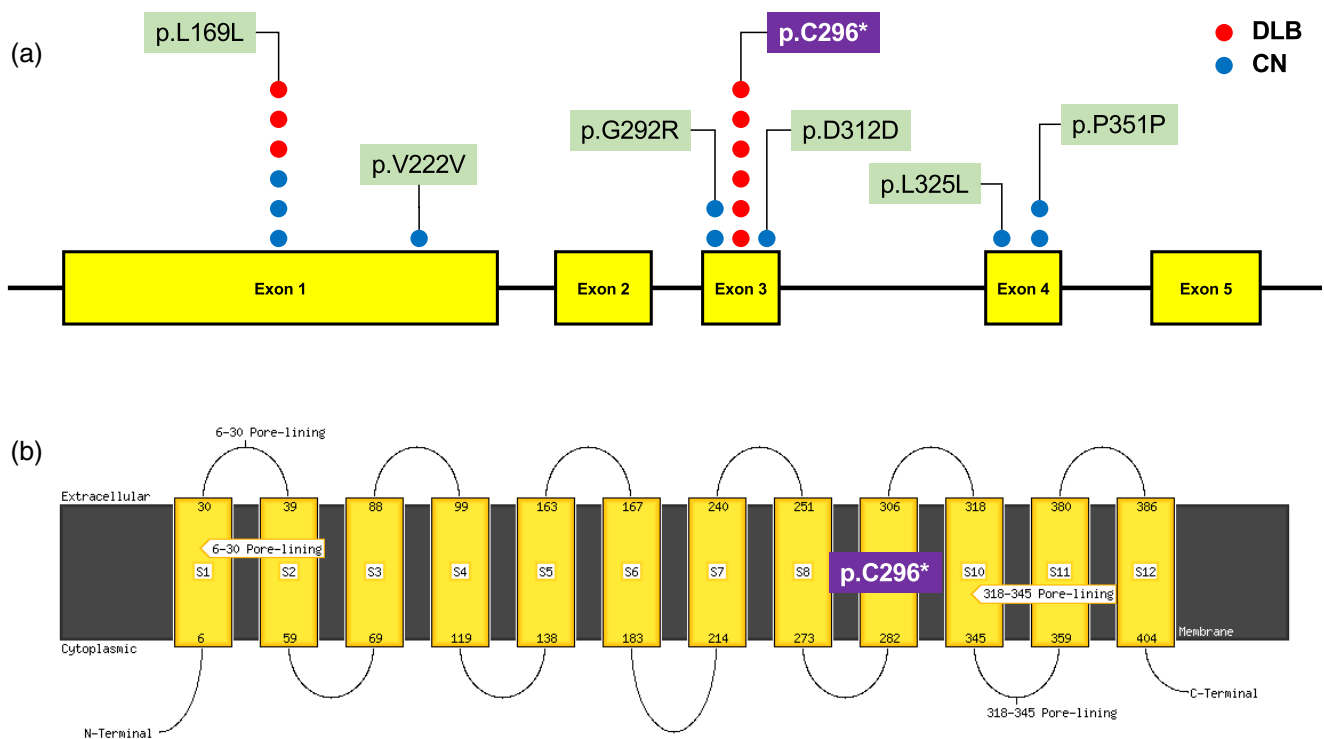 (a)
p.L169L
p.C296*
DLB
CN
p.V222V
p.G292R
p.D312D
p.L325L
p.P351P
Exon 1
Exon 2
Exon 3
Exon 4
Exon 5
(b)
6-30 Pore-lining
Extracellular
30 39 88 99 163 167 240 251 306 318 380 386
6-30 Pore-lining
S1 S2 S3 S4 S5 S6 S7 S8 p.C296* S10 S11 S12
318-345 Pore-lining
6 59 69 119 138 183 214 273 282 345 359 404
Membrane
Cytoplasmic
C-Terminal
318-345 Pore-lining
N-Terminal